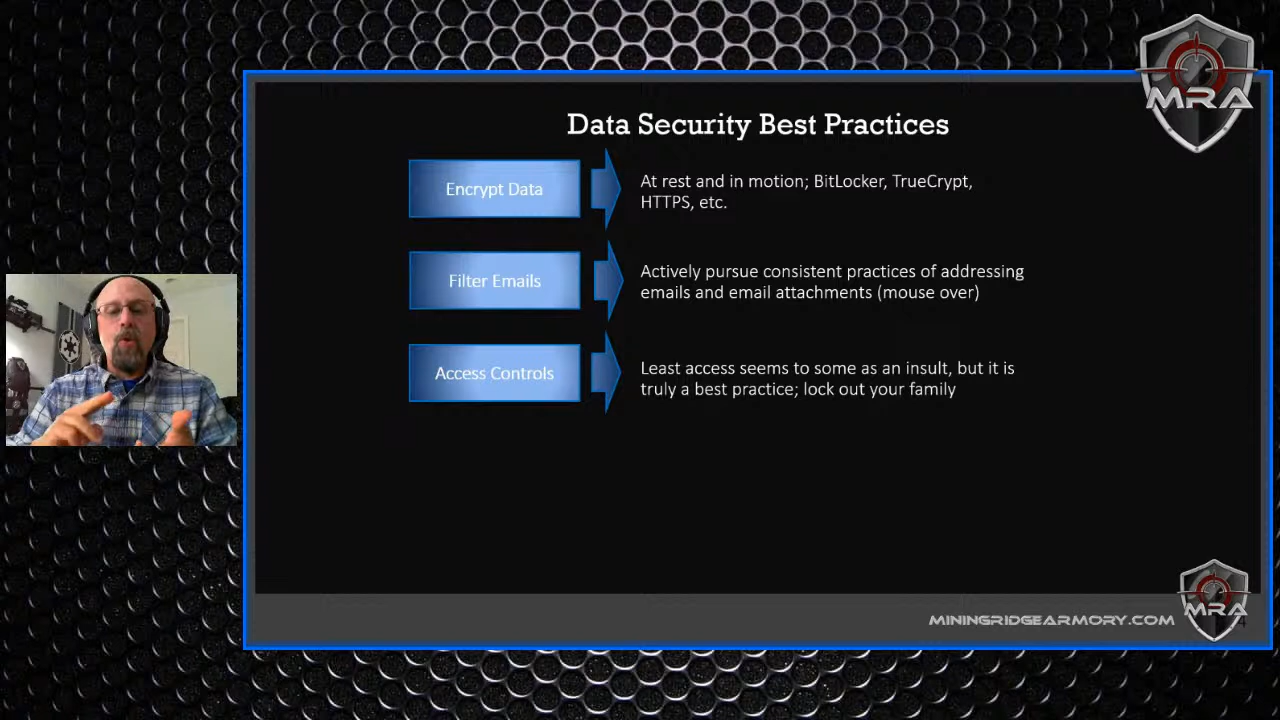 MRA
Data Security Best Practices
Encrypt Data
At rest and in motion; BitLocker, TrueCrypt,
HTTPS, etc.
Filter Emails
Actively pursue consistent practices of addressing
emails and email attachments (mouse over)
Access Controls
Least access seems to some as an insult, but it is
truly a best practice; lock out your family
MININGRIDGEARMORY.COM
MRA
4